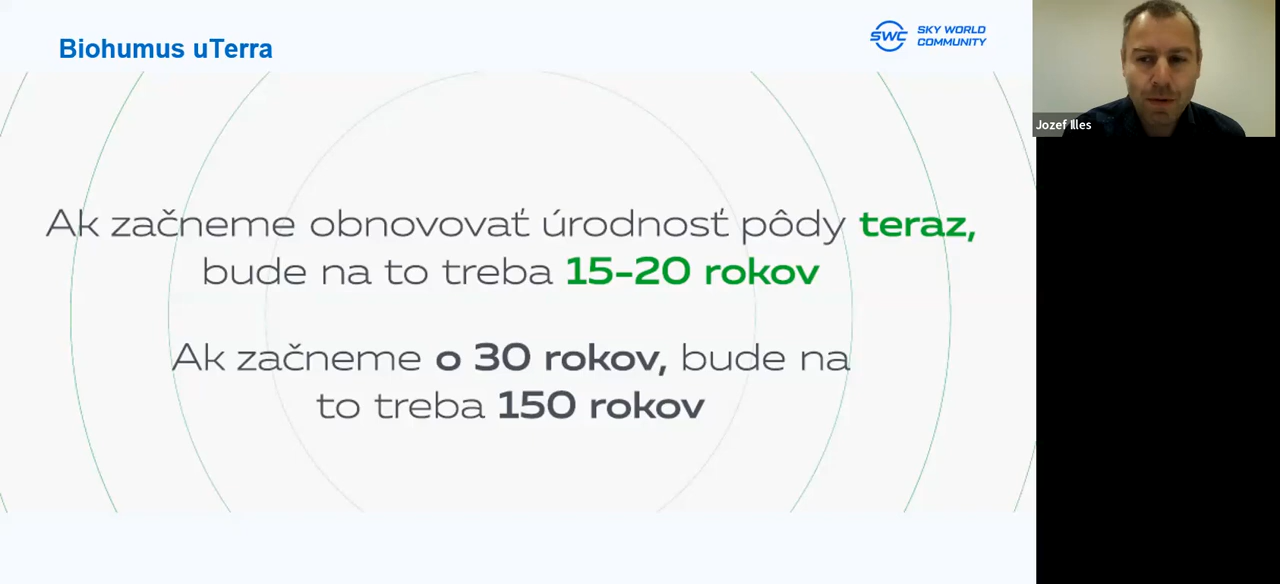 Biohumus uTerra
SWC SKY WORLD
COMMUNITY
Jozef Illes
Ak začneme obnovovať úrodnosť pôdy teraz,
bude na to treba 15-20 rokov
Ak začneme o 30 rokov, bude na
to treba 150 rokov